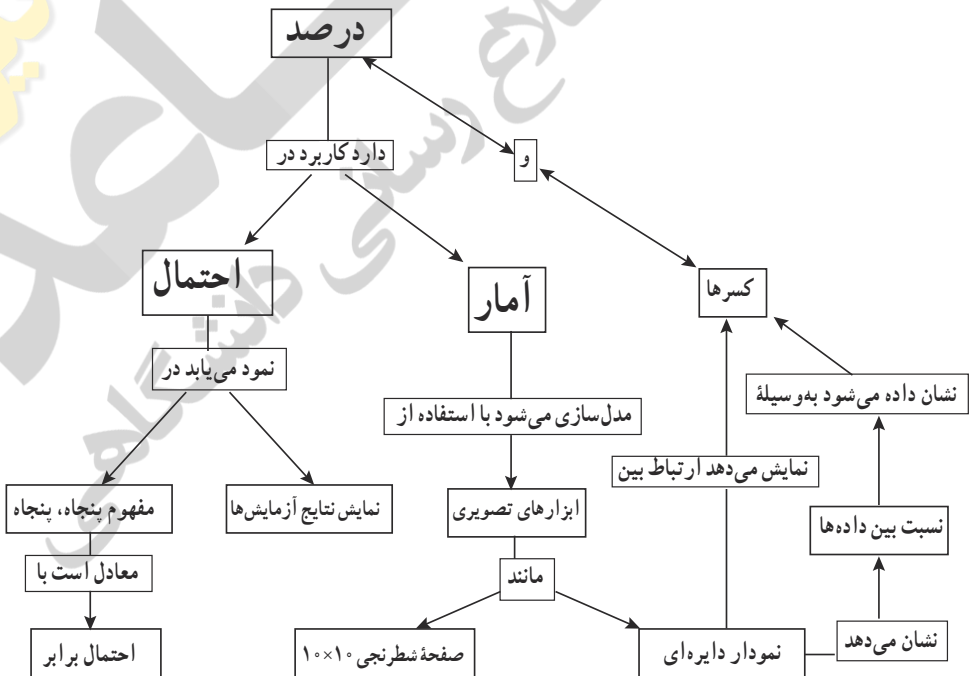 درصد
دارد کاربرد در
و
احتمال
آمار
کسرها
نمود می‌یابد در
مدل‌سازی می‌شود با استفاده از
نشان داده می‌شود به‌وسیلهٔ
نمایش می‌دهد ارتباط بین
مفهوم پنجاه، پنجاه
نمایش نتایج آزمایش‌ها
ابزارهای تصویری
نسبت بین داده‌ها
معادل است با
مانند
نشان می‌دهد
احتمال برابر
صفحهٔ شطرنجی ۱۰×۱۰
نمودار دایره‌ای
رسانی دانشگاهی